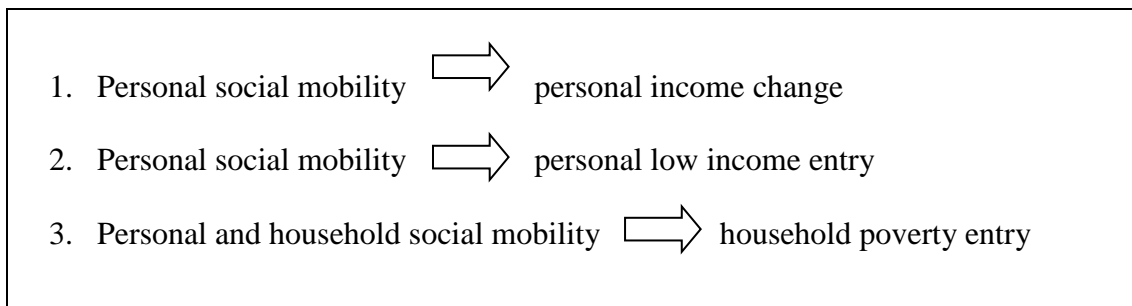 1. Personal social mobility personal income change
2. Personal social mobility personal low income entry
3. Personal and household social mobility household poverty entry